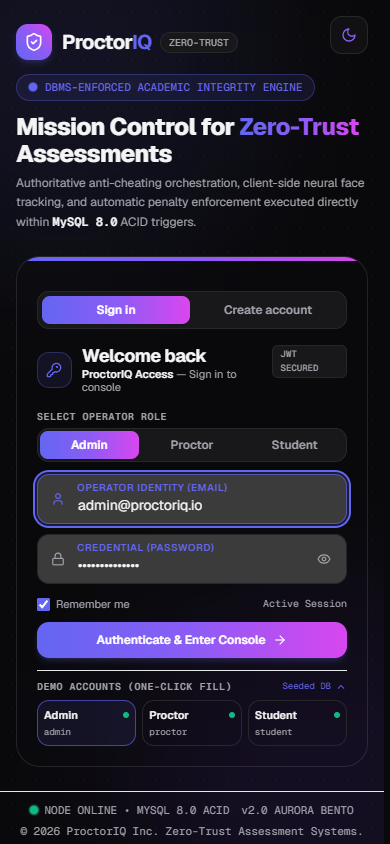 ProctorIQ ZERO-TRUST
DBMS-ENFORCED ACADEMIC INTEGRITY ENGINE
Mission Control for Zero-Trust
Assessments
Authoritative anti-cheating orchestration, client-side neural face
tracking, and automatic penalty enforcement executed directly
within MySQL 8.0 ACID triggers.
Sign in Create account
Welcome back
ProctorIQ Access — Sign in to
console
JWT
SECURED
SELECT OPERATOR ROLE
Admin Proctor Student
OPERATOR IDENTITY (EMAIL)
admin@proctoriq.io
CREDENTIAL (PASSWORD)
••••••••••••••
Remember me Active Session
Authenticate & Enter Console →
DEMO ACCOUNTS (ONE-CLICK FILL) Seeded DB
Admin Proctor Student
admin proctor student
NODE ONLINE • MYSQL 8.0 ACID v2.0 AURORA BENTO
© 2026 ProctorIQ Inc. Zero-Trust Assessment Systems.